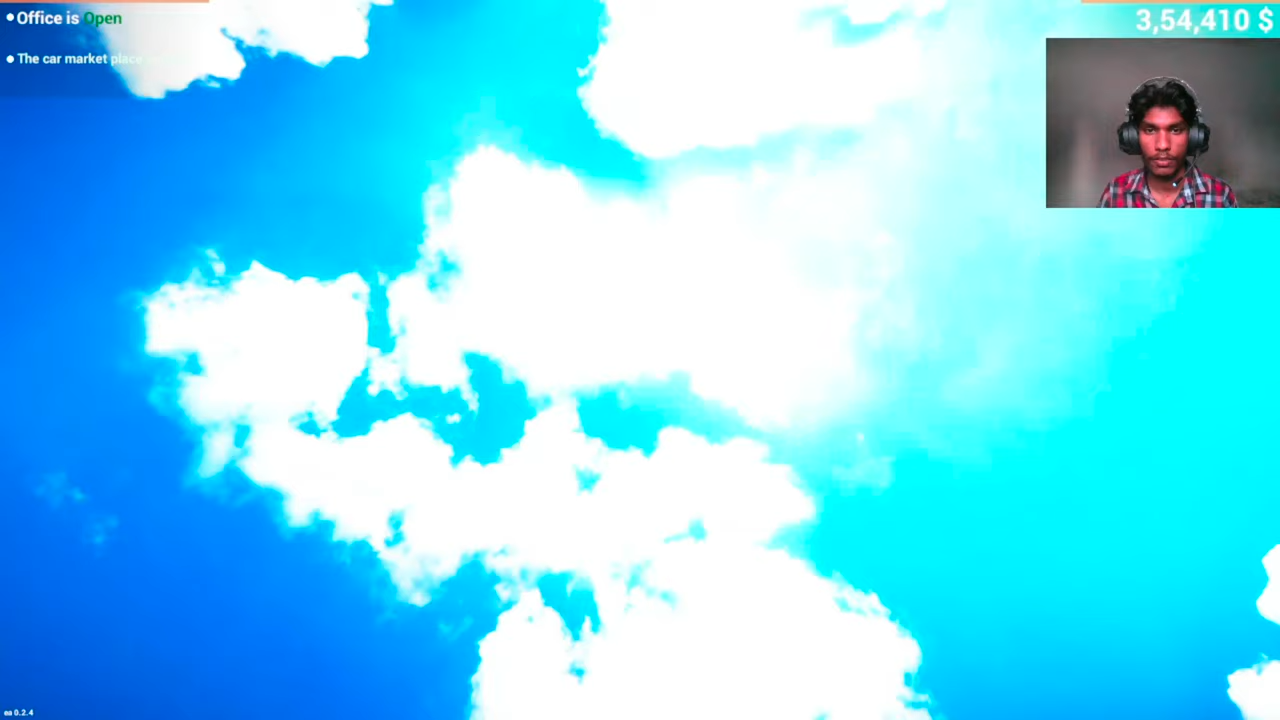 Office is Open
3,54,410 $
The car market place
ea 0.2.4